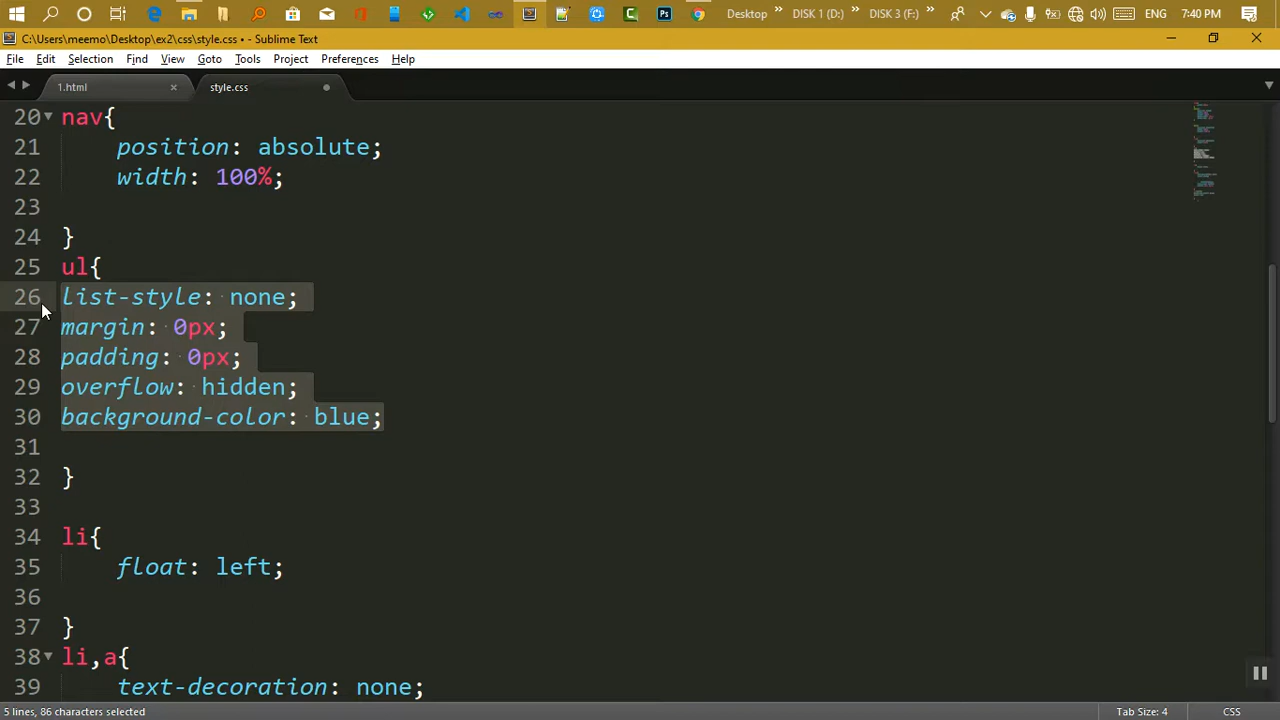 Desktop
DISK 1 (D:)
DISK 3 (F:)
ENG
7:40 PM
C:\Users\meemo\Desktop\ex2\css\style.css • - Sublime Text
File Edit Selection Find View Goto Tools Project Preferences Help
1.html
style.css
20 nav{
21 position: absolute;
22 width: 100%;
23
24 }
25 ul{
26 list-style: none;
27 margin: 0px;
28 padding: 0px;
29 overflow: hidden;
30 background-color: blue;
31
32 }
33
34 li{
35 float: left;
36
37 }
38 li,a{
39 text-decoration: none;
5 lines, 86 characters selected
Tab Size: 4
CSS